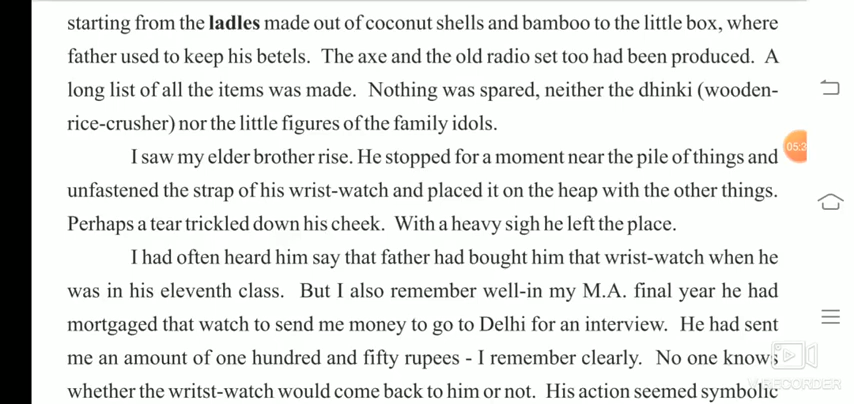 starting from the ladles made out of coconut shells and bamboo to the little box, where
father used to keep his betels. The axe and the old radio set too had been produced. A
long list of all the items was made. Nothing was spared, neither the dhinki (wooden-
rice-crusher) nor the little figures of the family idols.
I saw my elder brother rise. He stopped for a moment near the pile of things and
unfastened the strap of his wrist-watch and placed it on the heap with the other things.
Perhaps a tear trickled down his cheek. With a heavy sigh he left the place.
I had often heard him say that father had bought him that wrist-watch when he
was in his eleventh class. But I also remember well-in my M.A. final year he had
mortgaged that watch to send me money to go to Delhi for an interview. He had sent
me an amount of one hundred and fifty rupees - I remember clearly. No one knows
whether the writst-watch would come back to him or not. His action seemed symbolic
05:3
RECORDER